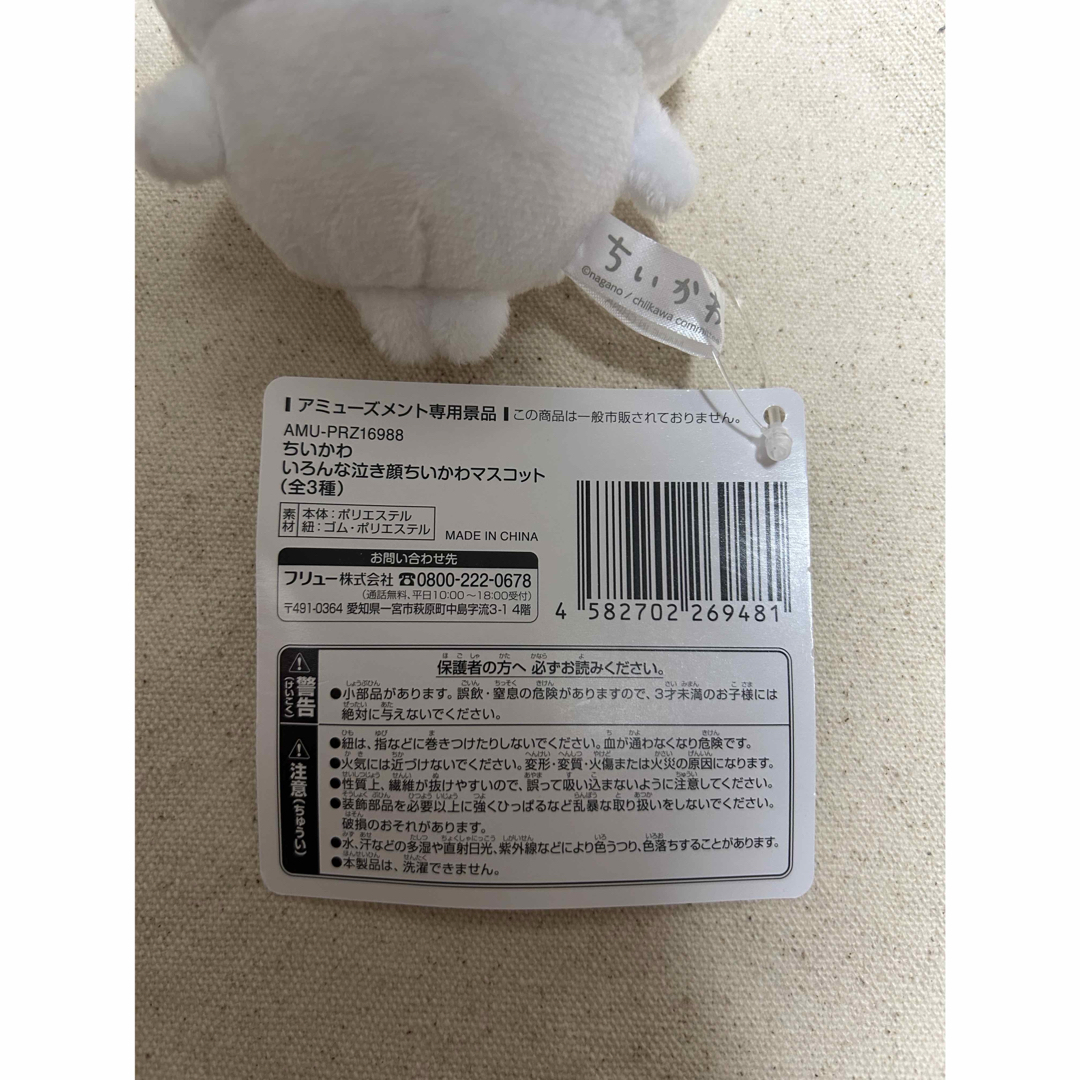 ちいかわ
©nagano / chiikawa committee
アミューズメント専用景品 この商品は一般市販されておりません。
AMU-PRZ16988
ちいかわ
いろんな泣き顔ちいかわマスコット
(全3種)
素材 本体:ポリエステル
紐:ゴム・ポリエステル
MADE IN CHINA
お問い合わせ先
フリュー株式会社 ☎0800-222-0678
(通話無料、平日10:00～18:00受付)
〒491-0364 愛知県一宮市萩原町中島字流3-1 4階
4 582702 269481
警告(けいこく)
保護者の方へ 必ずお読みください。
●小部品があります。誤飲・窒息の危険がありますので、3才未満のお子様には
絶対に与えないでください。
注意(ちゅうい)
●紐は、指などに巻きつけたりしないでください。血が通わなくなり危険です。
●火気には近づけないでください。変形・変質・火傷または火災の原因になります。
●性質上、繊維が抜けやすいので、誤って吸い込まないように注意してください。
●装飾部品を必要以上に強くひっぱるなど乱暴な取り扱いをしないでください。
破損のおそれがあります。
●水、汗などの多湿や直射日光、紫外線などにより色うつり、色落ちすることがあります。
●本製品は、洗濯できません。